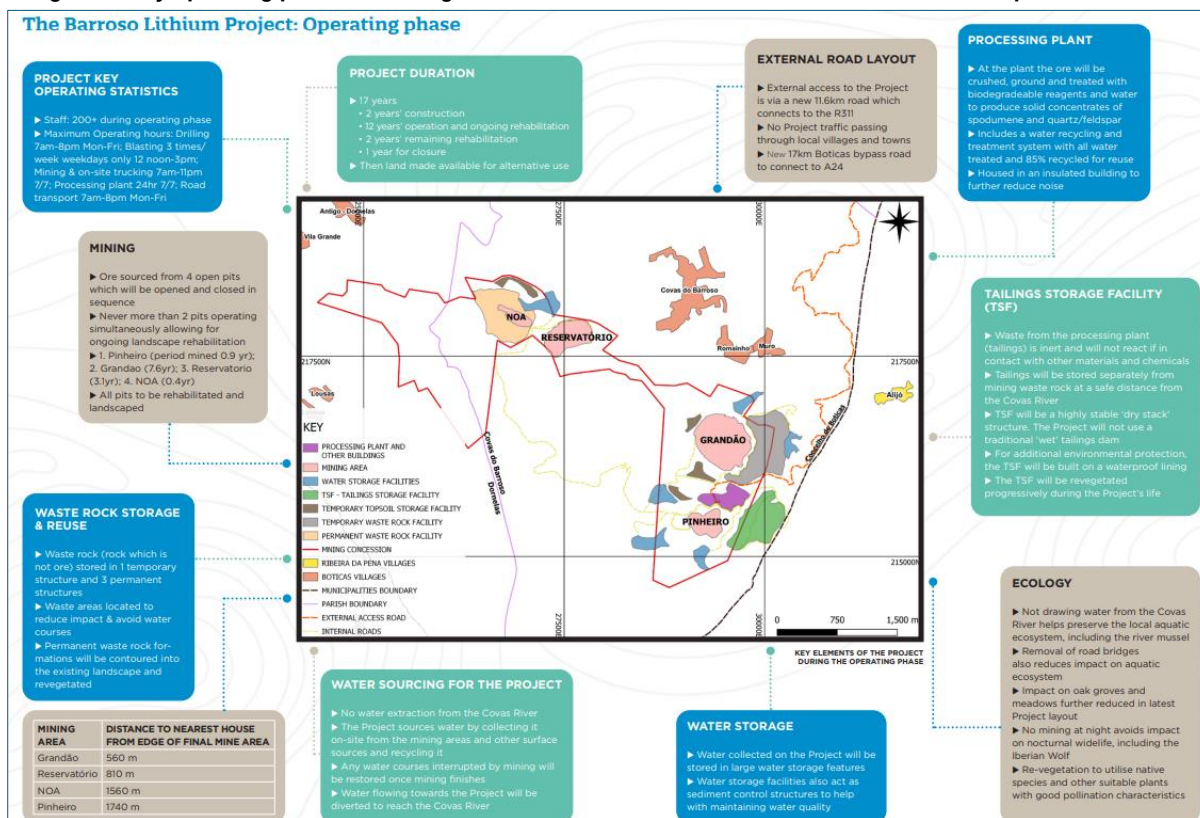 The Barroso Lithium Project: Operating phase
PROJECT KEY
OPERATING STATISTICS
► Staff: 200+ during operating phase
► Maximum Operating hours: Drilling
7am-8pm Mon-Fri; Blasting 3 times/
week weekdays only 12 noon-3pm;
Mining & on-site trucking 7am-11pm
7/7; Processing plant 24hr 7/7; Road
transport 7am-8pm Mon-Fri
PROJECT DURATION
► 17 years
• 2 years' construction
• 12 years' operation and ongoing rehabilitation
• 2 years' remaining rehabilitation
• 1 year for closure
► Then land made available for alternative use
EXTERNAL ROAD LAYOUT
► External access to the Project
is via a new 11.6km road which
connects to the R311
► No Project traffic passing
through local villages and towns
► New 17km Boticas bypass road
to connect to A24
PROCESSING PLANT
► At the plant the ore will be
crushed, ground and treated with
biodegradable reagents and water
to produce solid concentrates of
spodumene and quartz/feldspar
► Includes a water recycling and
treatment system with all water
treated and 85% recycled for reuse
► Housed in an insulated building to
further reduce noise
MINING
► Ore sourced from 4 open pits
which will be opened and closed in
sequence
► Never more than 2 pits operating
simultaneously allowing for
ongoing landscape rehabilitation
► 1. Pinheiro (period mined 0.9 yr);
2. Grandao (7.6yr); 3. Reservatorio
(3.1yr); 4. NOA (0.4yr)
► All pits to be rehabilitated and
landscaped
Antigo - Dornelas
Vila Grande
275000E
300000E
Covas do Barroso
NOA
RESERVATÓRIO
Romainho
Muro
217500N
217500N
Lousas
Alijó
GRANDÃO
PINHEIRO
Covas do Barroso
Dornelas
Concelho de Boticas
215000N
275000E
300000E
KEY
PROCESSING PLANT AND
OTHER BUILDINGS
MINING AREA
WATER STORAGE FACILITIES
TSF - TAILINGS STORAGE FACILITY
TEMPORARY TOPSOIL STORAGE FACILITY
TEMPORARY WASTE ROCK FACILITY
PERMANENT WASTE ROCK FACILITY
MINING CONCESSION
RIBEIRA DA PENA VILLAGES
BOTICAS VILLAGES
MUNICIPALITIES BOUNDARY
PARISH BOUNDARY
EXTERNAL ACCESS ROAD
INTERNAL ROADS
0 750 1,500 m
KEY ELEMENTS OF THE PROJECT
DURING THE OPERATING PHASE
TAILINGS STORAGE FACILITY
(TSF)
► Waste from the processing plant
(tailings) is inert and will not react if in
contact with other materials and chemicals
► Tailings will be stored separately from
mining waste rock at a safe distance from
the Covas River
► TSF will be a highly stable 'dry stack'
structure. The Project will not use a
traditional 'wet' tailings dam
► For additional environmental protection,
the TSF will be built on a waterproof lining
► The TSF will be revegetated
progressively during the Project's life
WASTE ROCK STORAGE
& REUSE
► Waste rock (rock which is
not ore) stored in 1 temporary
structure and 3 permanent
structures
► Waste areas located to
reduce impact & avoid water
courses
► Permanent waste rock for-
mations will be contoured into
the existing landscape and
revegetated
MINING AREA DISTANCE TO NEAREST HOUSE FROM EDGE OF FINAL MINE AREA
Grandão 560 m
Reservatório 810 m
NOA 1560 m
Pinheiro 1740 m
WATER SOURCING FOR THE PROJECT
► No water extraction from the Covas River
► The Project sources water by collecting it
on-site from the mining areas and other surface
sources and recycling it
► Any water courses interrupted by mining will
be restored once mining finishes
► Water flowing towards the Project will be
diverted to reach the Covas River
WATER STORAGE
► Water collected on the Project will be
stored in large water storage features
► Water storage facilities also act as
sediment control structures to help
with maintaining water quality
ECOLOGY
► Not drawing water from the Covas
River helps preserve the local aquatic
ecosystem, including the river mussel
► Removal of road bridges
also reduces impact on aquatic
ecosystem
► Impact on oak groves and
meadows further reduced in latest
Project layout
► No mining at night avoids impact
on nocturnal widelife, including the
Iberian Wolf
► Re-vegetation to utilise native
species and other suitable plants
with good pollination characteristics